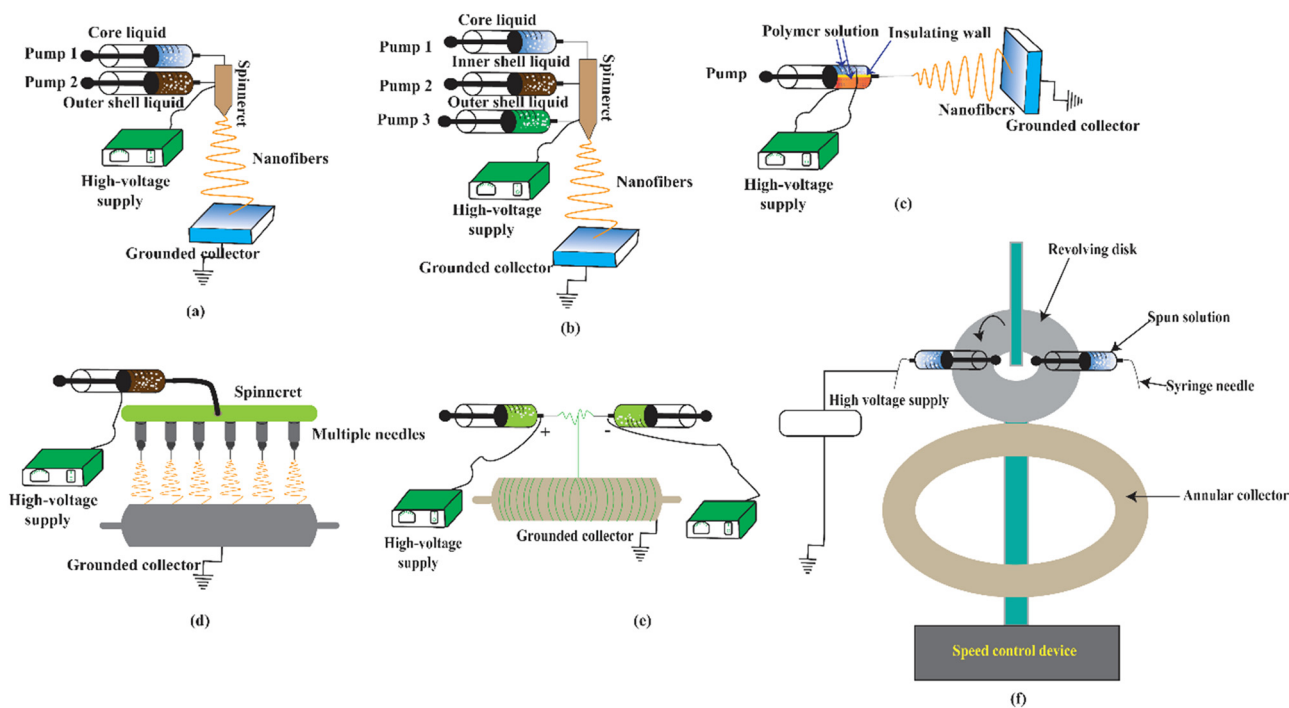 Core liquid
Pump 1
Pump 2
Outer shell liquid
Spinneret
Nanofibers
High-voltage
supply
Grounded collector
(a)
Core liquid
Pump 1
Inner shell liquid
Pump 2
Outer shell liquid
Pump 3
Spinneret
Nanofibers
High-voltage
supply
Grounded collector
(b)
Polymer solution
Insulating wall
Pump
Nanofibers
Grounded collector
High-voltage
supply
(c)
Spinneret
Multiple needles
High-voltage
supply
Grounded collector
(d)
+
-
High-voltage
supply
Grounded collector
(e)
Revolving disk
Spun solution
Syringe needle
High voltage supply
Annular collector
Speed control device
(f)